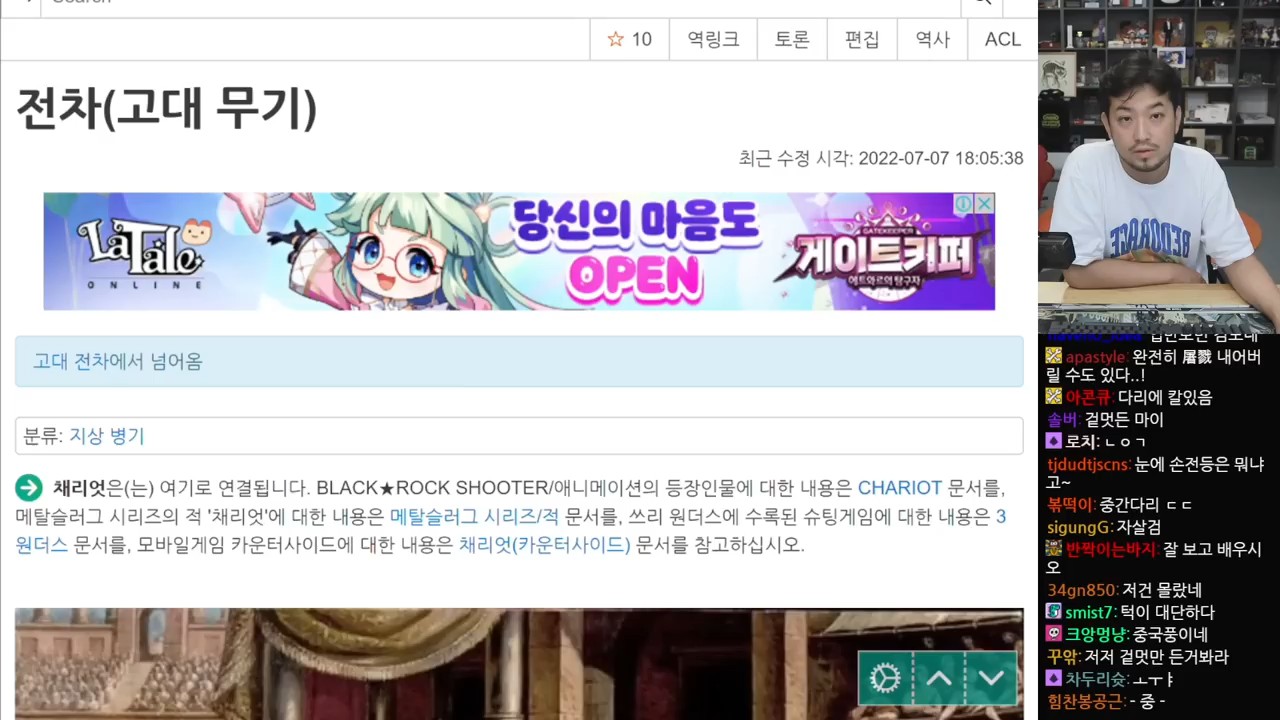 Search
☆ 10 역링크 토론 편집 역사 ACL
전차(고대 무기)
최근 수정 시각: 2022-07-07 18:05:38
LaTale
ONLINE
당신의 마음도
OPEN
GATEKEEPER
게이트키퍼
고대 전차에서 넘어옴
분류: 지상 병기
채리엇은(는) 여기로 연결됩니다. BLACK★ROCK SHOOTER/애니메이션의 등장인물에 대한 내용은 CHARIOT 문서를,
메탈슬러그 시리즈의 적 '채리엇'에 대한 내용은 메탈슬러그 시리즈/적 문서를, 쓰리 원더스에 수록된 슈팅게임에 대한 내용은 3
원더스 문서를, 모바일게임 카운터사이드에 대한 내용은 채리엇(카운터사이드) 문서를 참고하십시오.
apastyle: 완전히 屠戮 내어버
릴 수도 있다..!
아콘큐: 다리에 칼있음
솔버: 겉멋든 마이
로치: ㄴㅇㄱ
tjdudtjscns: 눈에 손전등은 뭐냐
고~
볶떡이: 중간다리 ㄷㄷ
sigungG: 자살검
반짝이는바지: 잘 보고 배우시
오
34gn850: 저건 몰랐네
smist7: 턱이 대단하다
크앙멍냥: 중국풍이네
꾸앆: 저저 겉멋만 든거봐라
차두리슛: ㅗㅜㅑ
힘찬봉공근: - 중 -